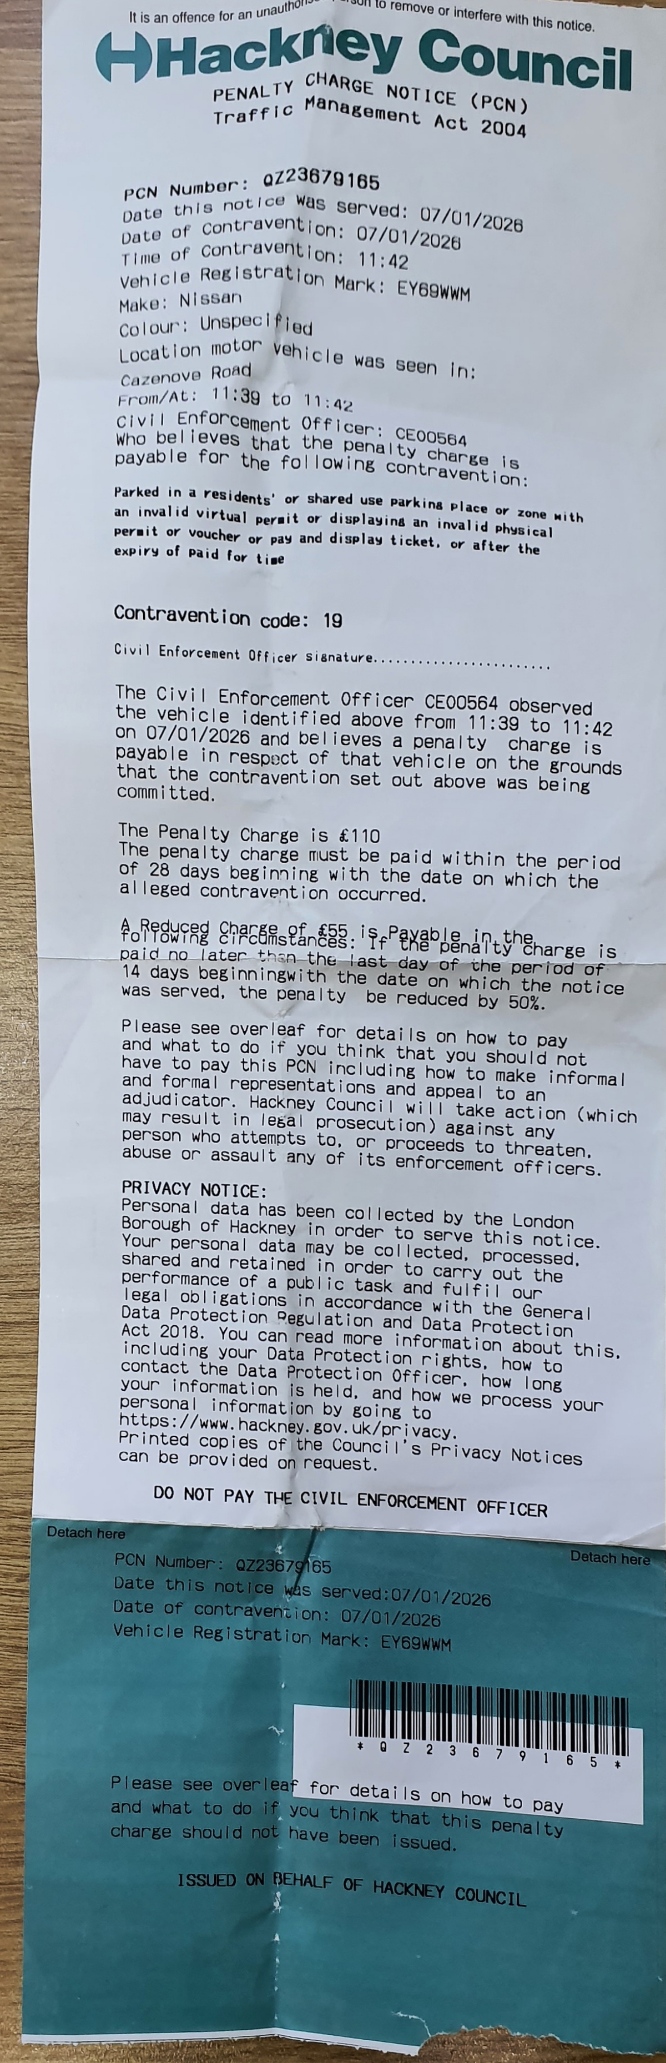 It is an offence for an unauthorised person to remove or interfere with this notice.
Hackney Council
PENALTY CHARGE NOTICE (PCN)
Traffic Management Act 2004
PCN Number: QZ23679165
Date this notice was served: 07/01/2026
Date of Contravention: 07/01/2026
Time of Contravention: 11:42
Vehicle Registration Mark: EY69WWM
Make: Nissan
Colour: Unspecified
Location motor vehicle was seen in:
Cazenove Road
From/At: 11:39 to 11:42
Civil Enforcement Officer: CE00564
Who believes that the penalty charge is
payable for the following contravention:
Parked in a residents' or shared use parking place or zone with
an invalid virtual permit or displaying an invalid physical
permit or voucher or pay and display ticket, or after the
expiry of paid for time
Contravention code: 19
Civil Enforcement Officer signature.........................
The Civil Enforcement Officer CE00564 observed
the vehicle identified above from 11:39 to 11:42
on 07/01/2026 and believes a penalty charge is
payable in respect of that vehicle on the grounds
that the contravention set out above was being
committed.
The Penalty Charge is £110
The penalty charge must be paid within the period
of 28 days beginning with the date on which the
alleged contravention occurred.
A Reduced Charge of £55 is Payable in the
following circumstances: If the penalty charge is
paid no later than the last day of the period of
14 days beginningwith the date on which the notice
was served, the penalty be reduced by 50%.
Please see overleaf for details on how to pay
and what to do if you think that you should not
have to pay this PCN including how to make informal
and formal representations and appeal to an
adjudicator. Hackney Council will take action (which
may result in legal prosecution) against any
person who attempts to, or proceeds to threaten,
abuse or assault any of its enforcement officers.
PRIVACY NOTICE:
Personal data has been collected by the London
Borough of Hackney in order to serve this notice.
Your personal data may be collected, processed,
shared and retained in order to carry out the
performance of a public task and fulfil our
legal obligations in accordance with the General
Data Protection Regulation and Data Protection
Act 2018. You can read more information about this,
including your Data Protection rights, how to
contact the Data Protection Officer, how long
your information is held, and how we process your
personal information by going to
https://www.hackney.gov.uk/privacy.
Printed copies of the Council's Privacy Notices
can be provided on request.
DO NOT PAY THE CIVIL ENFORCEMENT OFFICER
Detach here
Detach here
PCN Number: QZ23679165
Date this notice was served:07/01/2026
Date of contravention: 07/01/2026
Vehicle Registration Mark: EY69WWM
* Q Z 2 3 6 7 9 1 6 5 *
Please see overleaf for details on how to pay
and what to do if you think that this penalty
charge should not have been issued.
ISSUED ON BEHALF OF HACKNEY COUNCIL